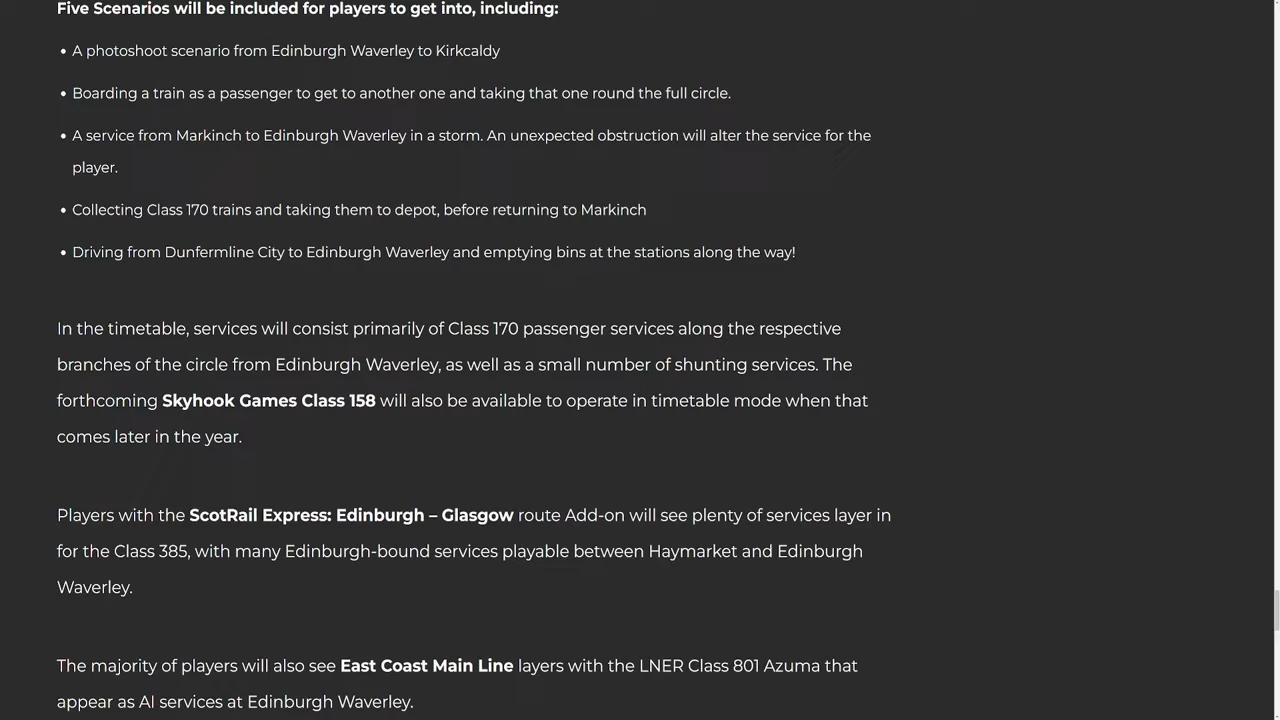 Five Scenarios will be included for players to get into, including:
• A photoshoot scenario from Edinburgh Waverley to Kirkcaldy
• Boarding a train as a passenger to get to another one and taking that one round the full circle.
• A service from Markinch to Edinburgh Waverley in a storm. An unexpected obstruction will alter the service for the
player.
• Collecting Class 170 trains and taking them to depot, before returning to Markinch
• Driving from Dunfermline City to Edinburgh Waverley and emptying bins at the stations along the way!
In the timetable, services will consist primarily of Class 170 passenger services along the respective
branches of the circle from Edinburgh Waverley, as well as a small number of shunting services. The
forthcoming Skyhook Games Class 158 will also be available to operate in timetable mode when that
comes later in the year.
Players with the ScotRail Express: Edinburgh – Glasgow route Add-on will see plenty of services layer in
for the Class 385, with many Edinburgh-bound services playable between Haymarket and Edinburgh
Waverley.
The majority of players will also see East Coast Main Line layers with the LNER Class 801 Azuma that
appear as AI services at Edinburgh Waverley.